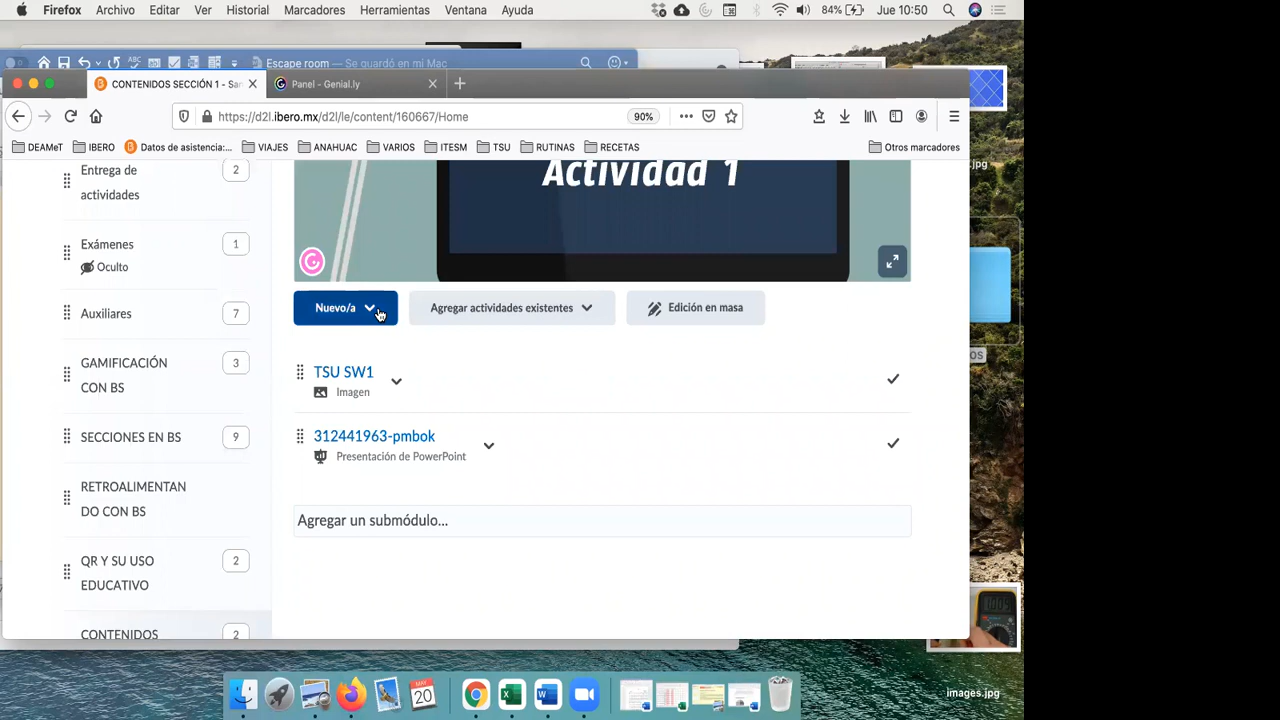 Firefox Archivo Editar Ver Historial Marcadores Herramientas Ventana Ayuda 84% Jue 10:50
Escape room — Se guardó en mi Mac
CONTENIDOS SECCIÓN 1 - Sa Panel - Genial.ly
https://d2l.ibero.mx/d2l/le/content/160667/Home 90%
DEAMeT IBERO Datos de asistencia:... VIAJES ANAHUAC VARIOS ITESM TSU RUTINAS RECETAS Otros marcadores
.jpg
Entrega de
actividades
2
Exámenes
1
Oculto
Auxiliares
7
GAMIFICACIÓN
CON BS
3
SECCIONES EN BS
9
RETROALIMENTAN
DO CON BS
QR Y SU USO
EDUCATIVO
2
CONTENIDOS
2
Actividad 1
Nuevo/a Agregar actividades existentes Edición en masa
TSU SW1
Imagen
312441963-pmbok
Presentación de PowerPoint
Agregar un submódulo...
OS
MAY
20
images.jpg